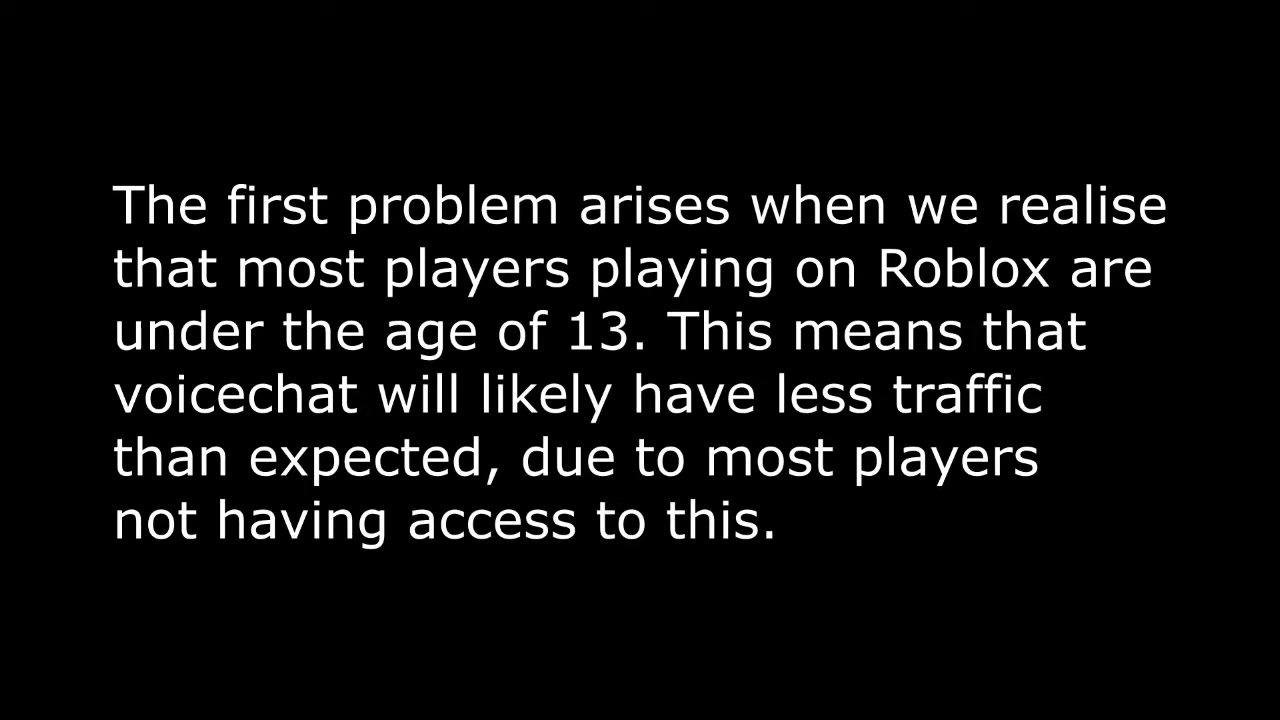 The first problem arises when we realise
that most players playing on Roblox are
under the age of 13. This means that
voicechat will likely have less traffic
than expected, due to most players
not having access to this.